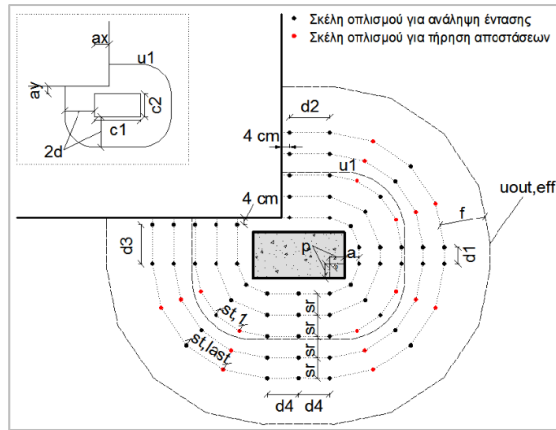 Σκέλη οπλισμού για ανάληψη έντασης
Σκέλη οπλισμού για τήρηση αποστάσεων
ax
u1
ay
c2
c1
2d
d2
4 cm
u1
4 cm
uout,eff
f
d3
p
a
d1
st,1
sr
sr
st,last
sr
sr
d4
d4